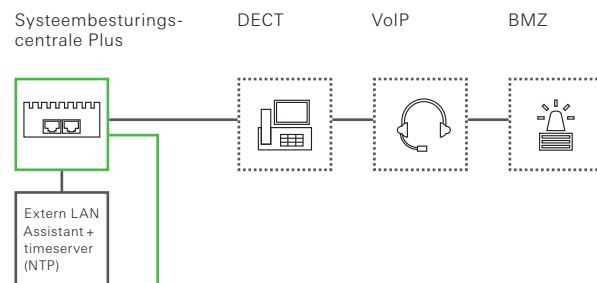 Systeembesturings-
centrale Plus
DECT
VoIP
BMZ
Extern LAN
Assistant +
timeserver
(NTP)